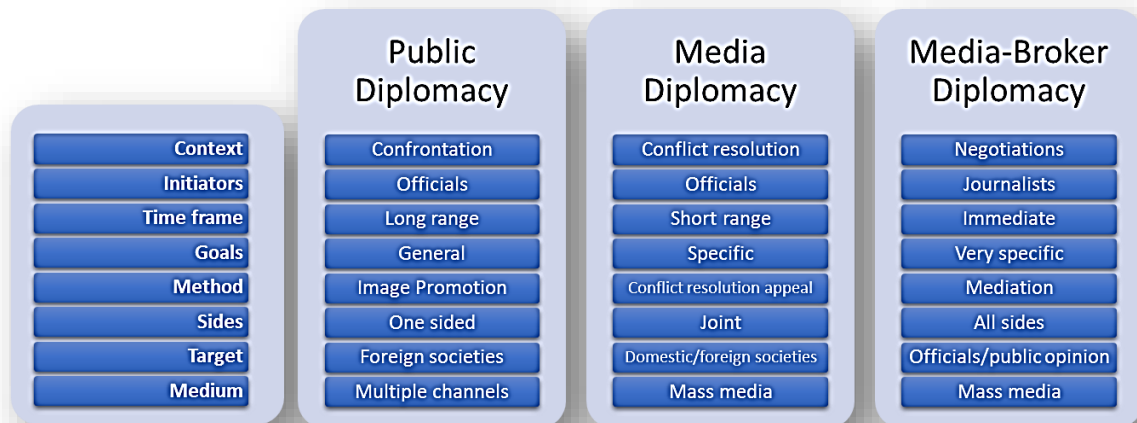 Public
Diplomacy
Media
Diplomacy
Media-Broker
Diplomacy
Context
Confrontation
Conflict resolution
Negotiations
Initiators
Officials
Officials
Journalists
Time frame
Long range
Short range
Immediate
Goals
General
Specific
Very specific
Method
Image Promotion
Conflict resolution appeal
Mediation
Sides
One sided
Joint
All sides
Target
Foreign societies
Domestic/foreign societies
Officials/public opinion
Medium
Multiple channels
Mass media
Mass media